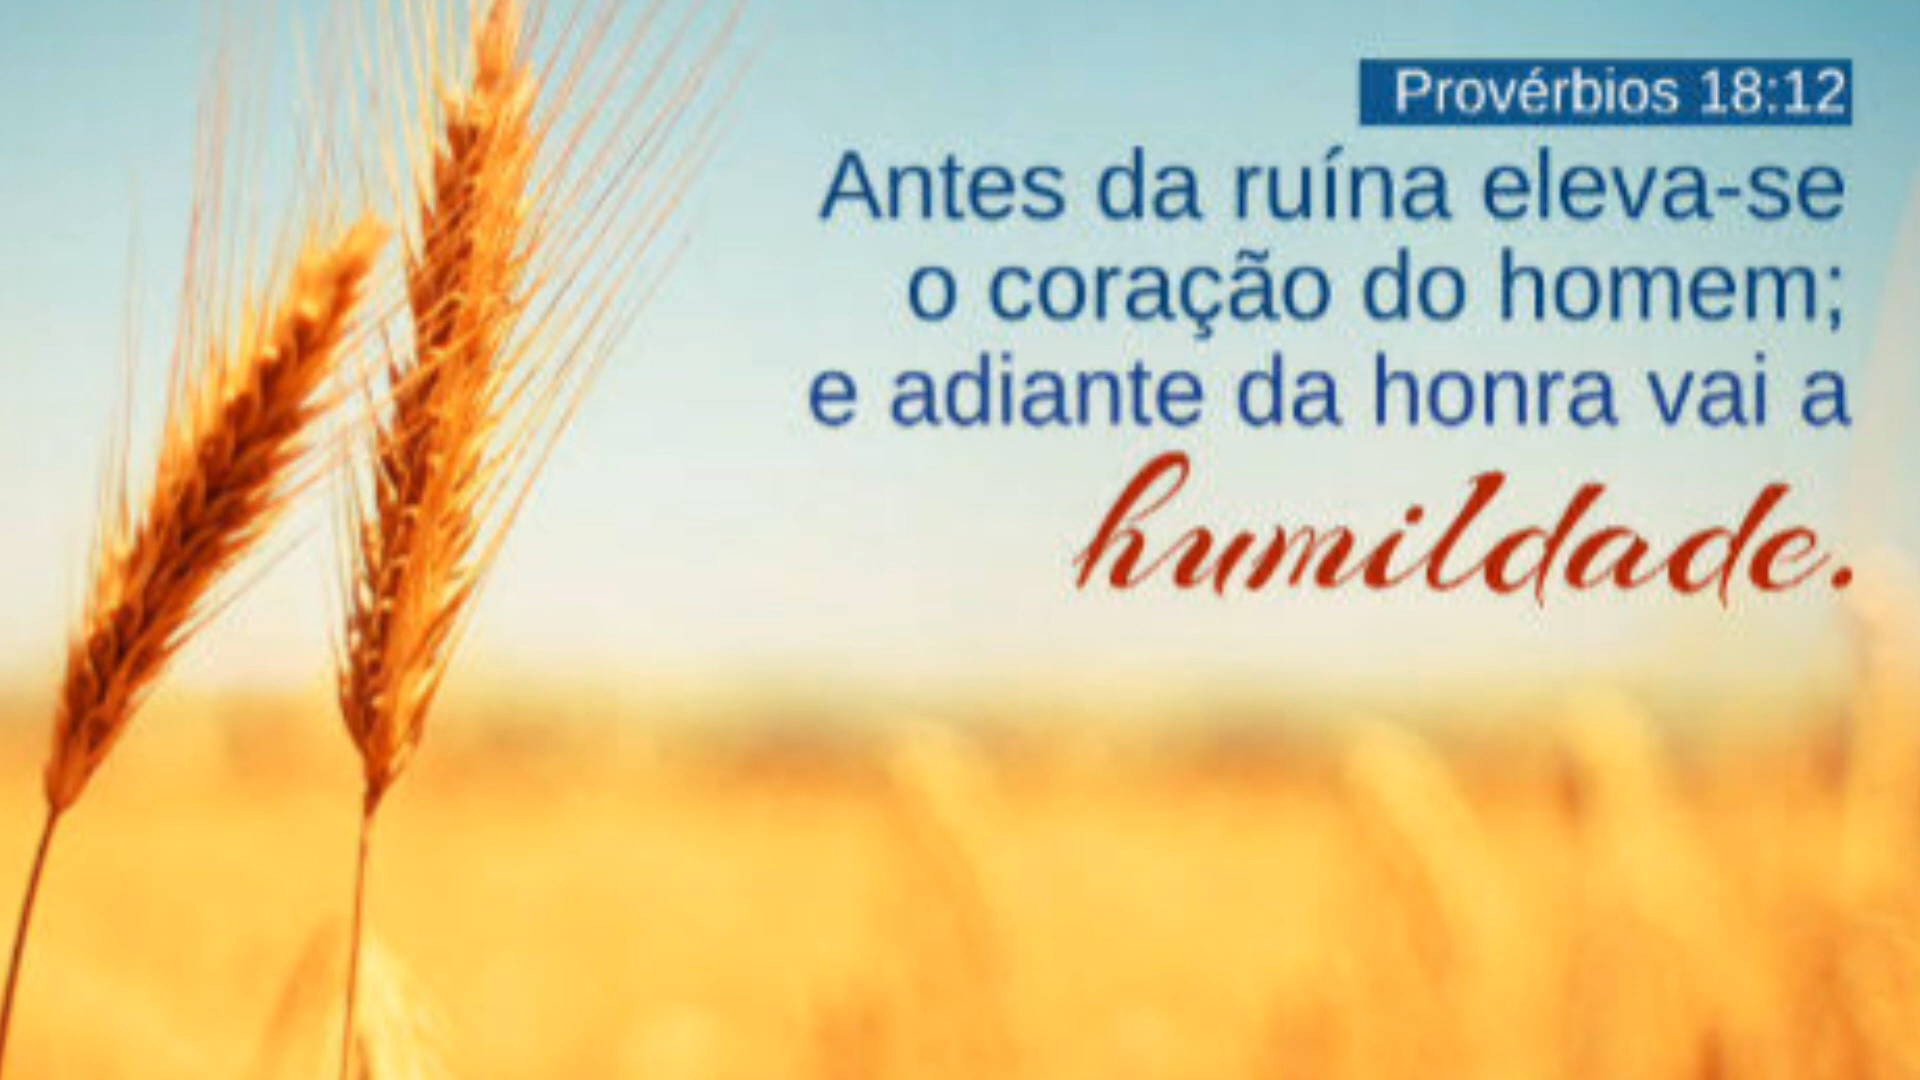 Provérbios 18:12
Antes da ruína eleva-se
o coração do homem;
e adiante da honra vai a
humildade.